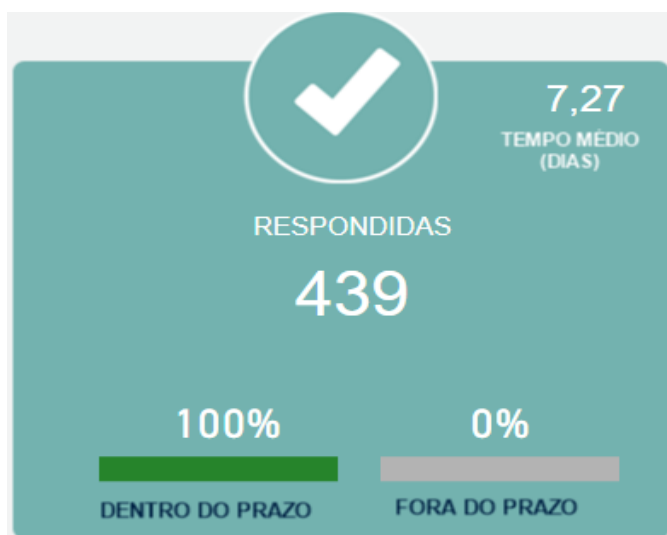 7,27
TEMPO MÉDIO
(DIAS)
RESPONDIDAS
439
100%
0%
DENTRO DO PRAZO
FORA DO PRAZO